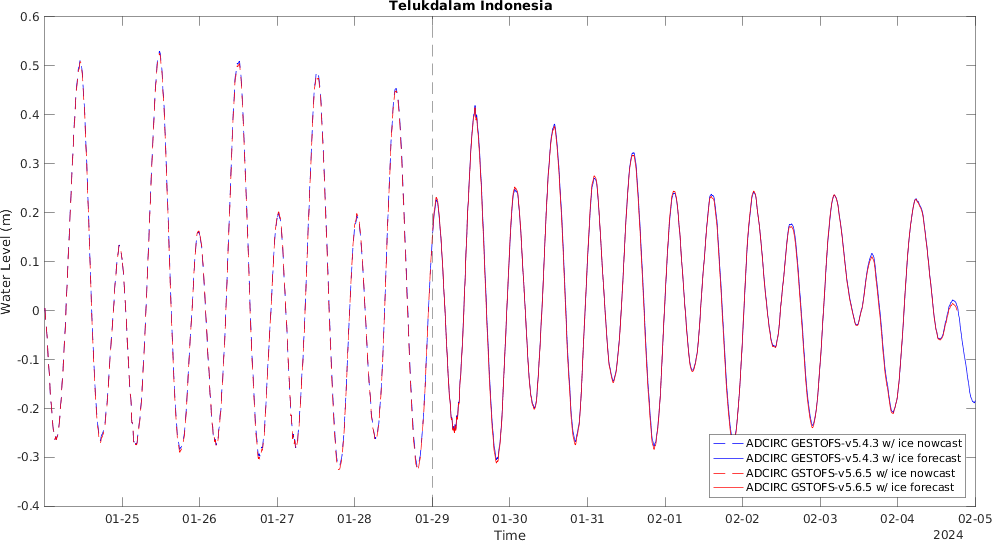 Telukdalam Indonesia
Water Level (m)
0.6
0.5
0.4
0.3
0.2
0.1
0
-0.1
-0.2
-0.3
-0.4
ADCIRC GESTOFS-v5.4.3 w/ ice nowcast
ADCIRC GESTOFS-v5.4.3 w/ ice forecast
ADCIRC GSTOFS-v5.6.5 w/ ice nowcast
ADCIRC GSTOFS-v5.6.5 w/ ice forecast
01-25 01-26 01-27 01-28 01-29 01-30 01-31 02-01 02-02 02-03 02-04 02-05
Time
2024